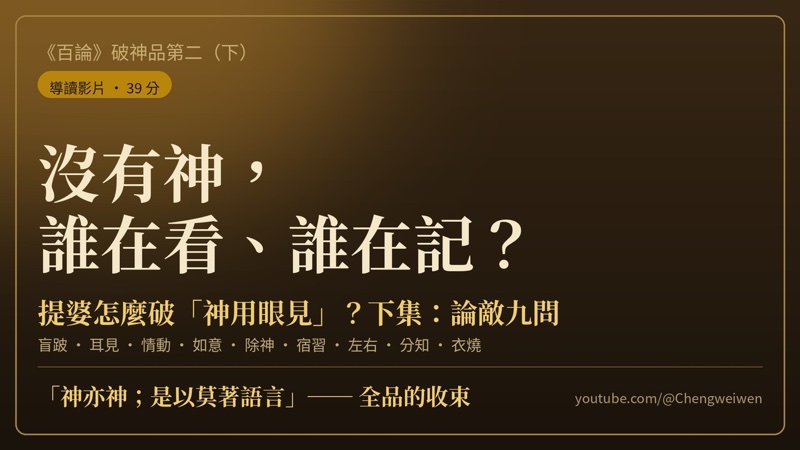 《百論》破神品第二（下）
導讀影片 · 39 分
沒有神，
誰在看、誰在記？
提婆怎麼破「神用眼見」？下集：論敵九問
盲跛 · 耳見 · 情動 · 如意 · 除神 · 宿習 · 左右 · 分知 · 衣燒
「神亦神；是以莫著語言」—— 全品的收束
youtube.com/@Chengweiwen